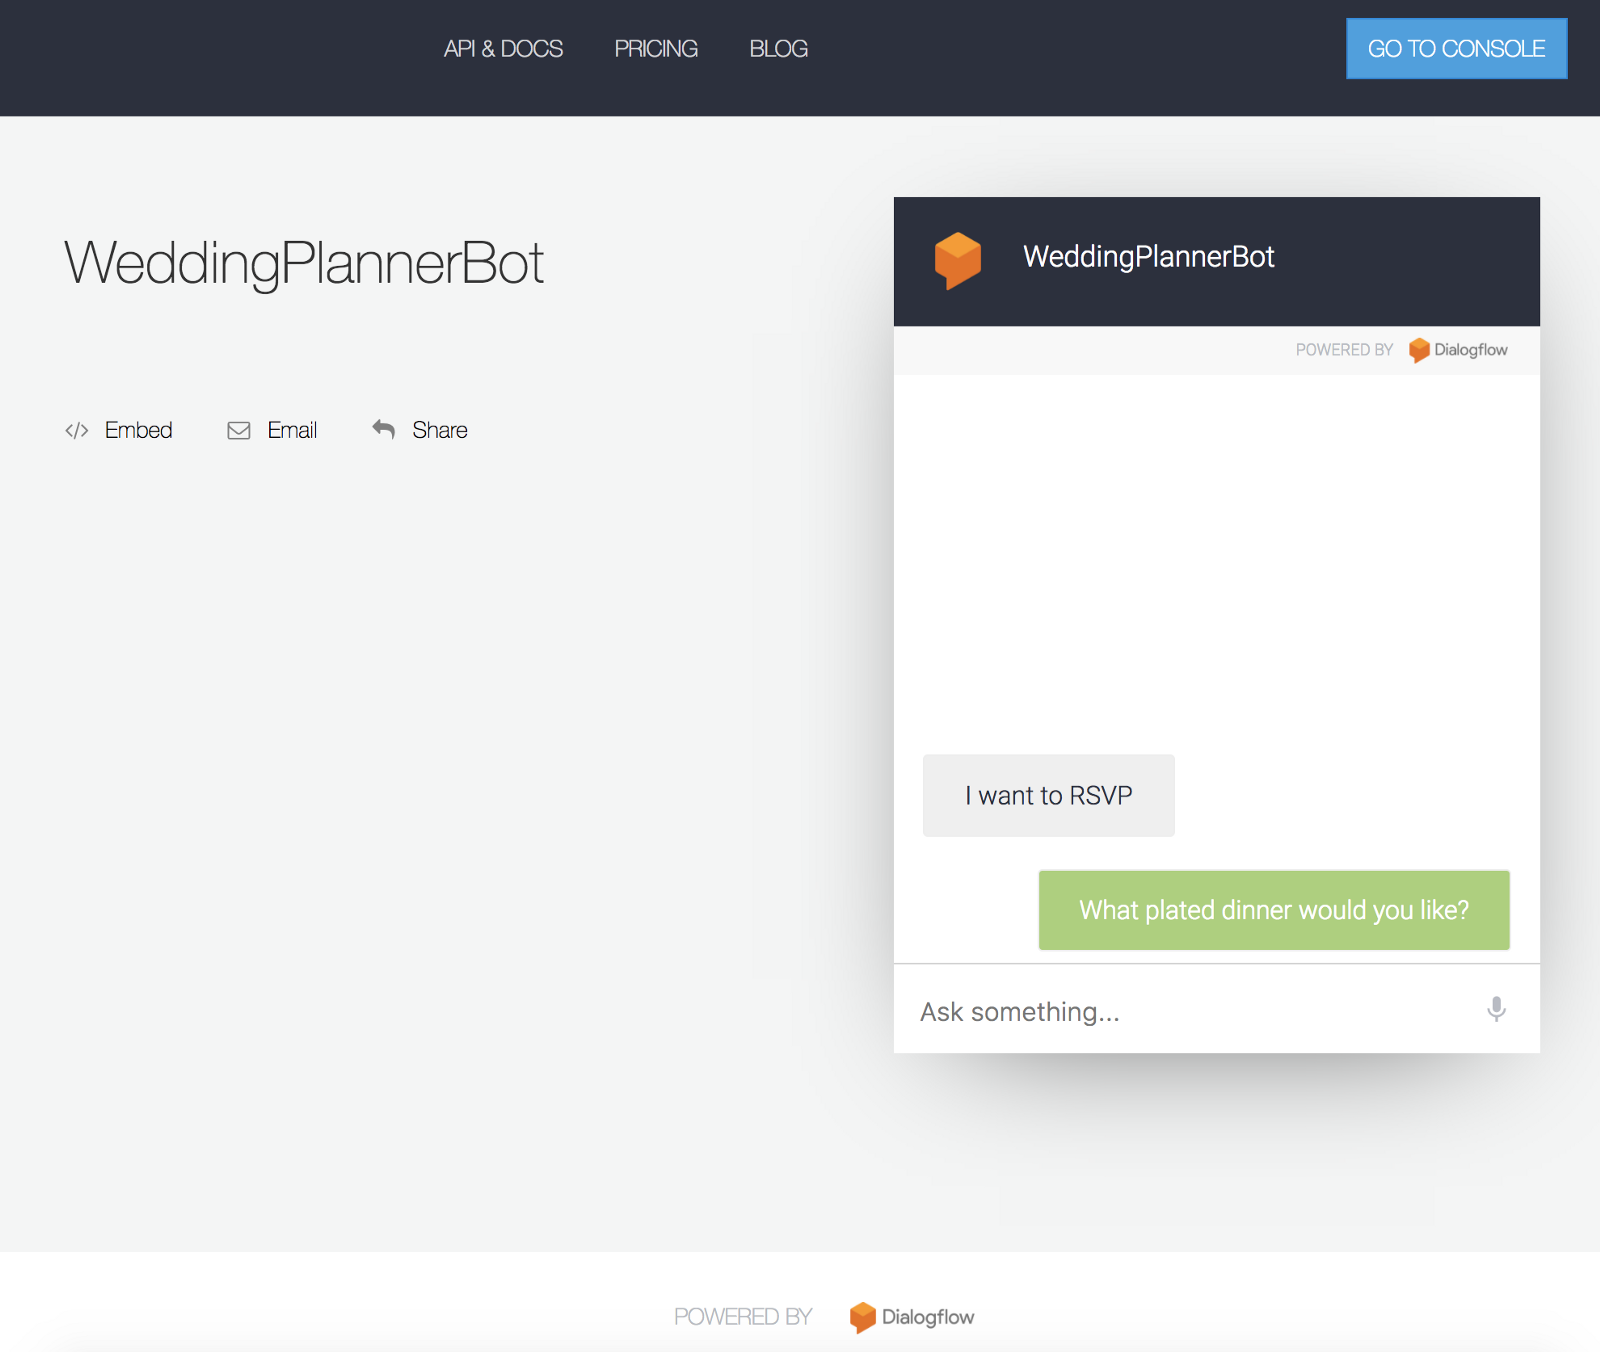 API & DOCS PRICING BLOG GO TO CONSOLE
WeddingPlannerBot
Embed Email Share
WeddingPlannerBot
POWERED BY Dialogflow
I want to RSVP
What plated dinner would you like?
Ask something...
POWERED BY Dialogflow